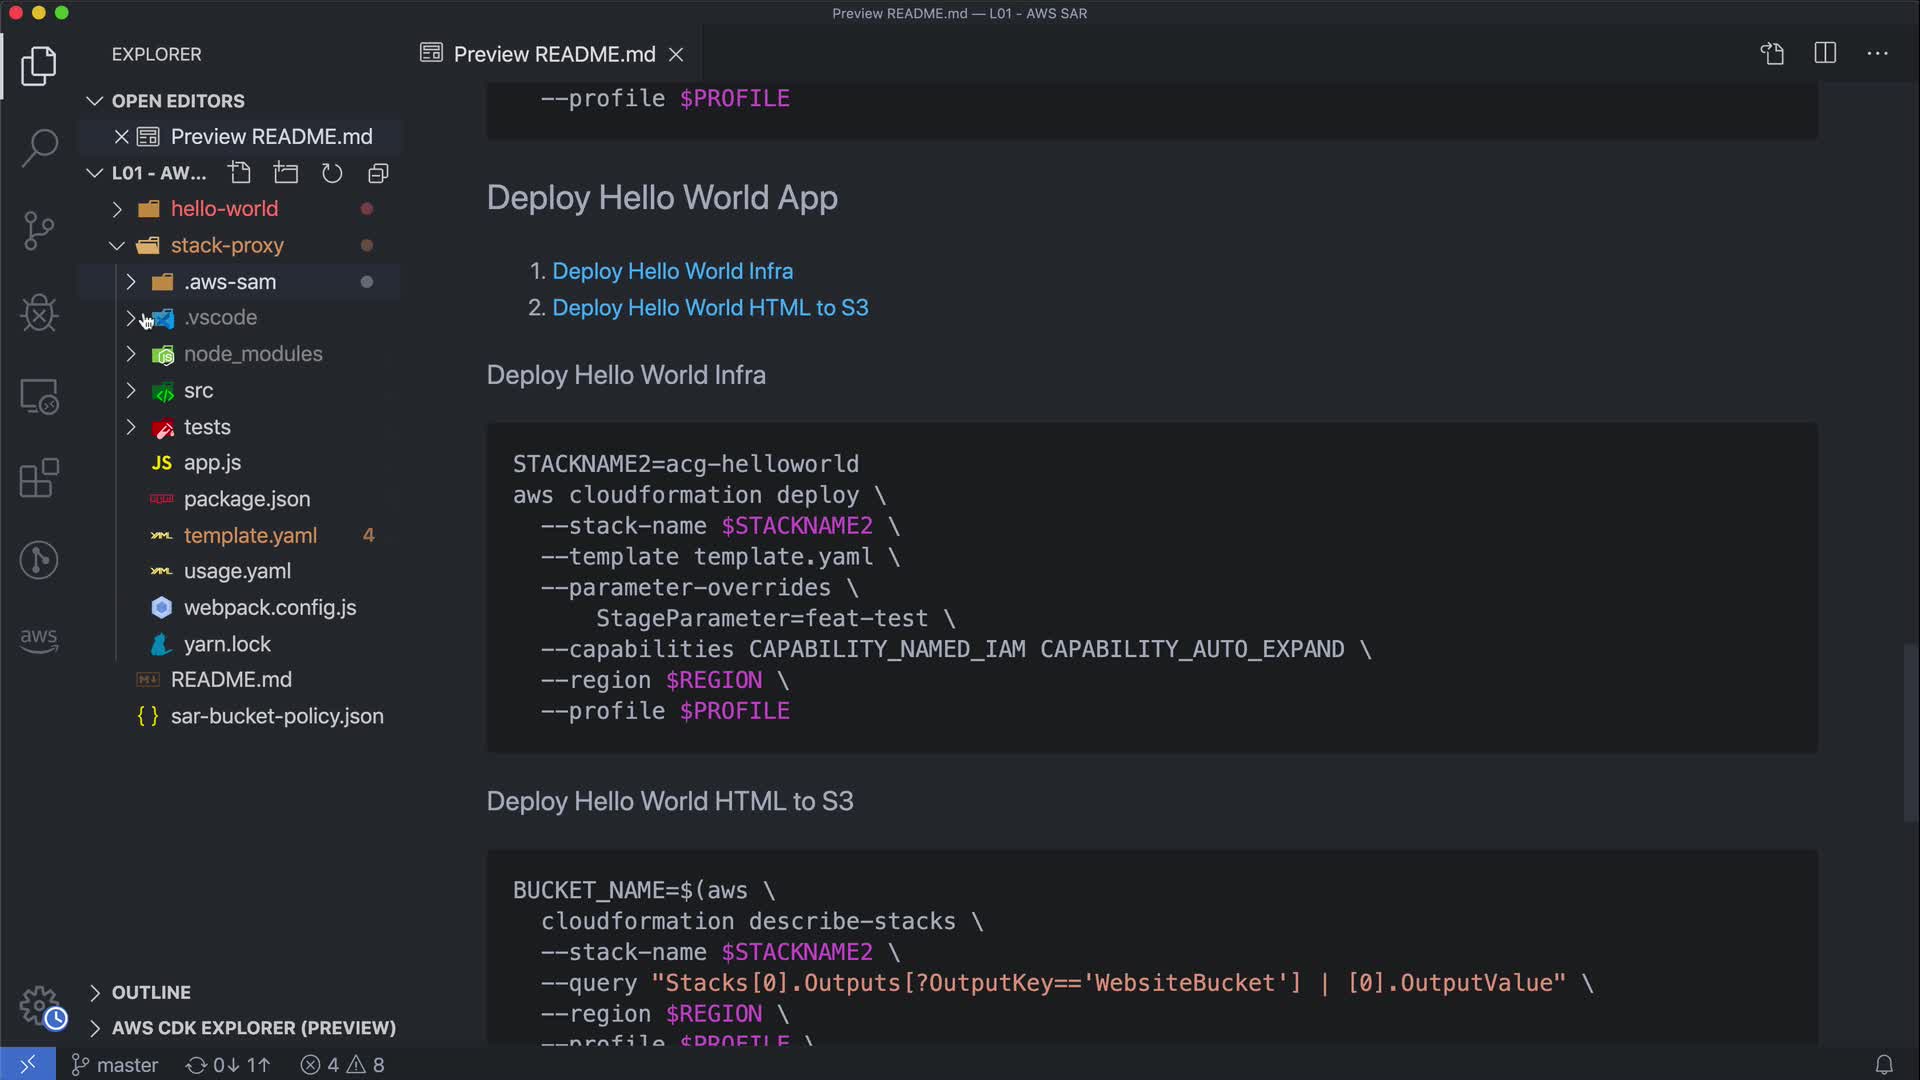 Preview README.md — L01 - AWS SAR
EXPLORER
Preview README.md
OPEN EDITORS
Preview README.md
L01 - AW...
hello-world
stack-proxy
.aws-sam
.vscode
node_modules
src
tests
JS app.js
package.json
template.yaml 4
usage.yaml
webpack.config.js
yarn.lock
README.md
{ } sar-bucket-policy.json
aws
OUTLINE
AWS CDK EXPLORER (PREVIEW)
--profile $PROFILE
Deploy Hello World App
1. Deploy Hello World Infra
2. Deploy Hello World HTML to S3
Deploy Hello World Infra
STACKNAME2=acg-helloworld
aws cloudformation deploy \
--stack-name $STACKNAME2 \
--template template.yaml \
--parameter-overrides \
StageParameter=feat-test \
--capabilities CAPABILITY_NAMED_IAM CAPABILITY_AUTO_EXPAND \
--region $REGION \
--profile $PROFILE
Deploy Hello World HTML to S3
BUCKET_NAME=$(aws \
cloudformation describe-stacks \
--stack-name $STACKNAME2 \
--query "Stacks[0].Outputs[?OutputKey=='WebsiteBucket'] | [0].OutputValue" \
--region $REGION \
--profile $PROFILE \
master 0↓ 1↑ 4 8